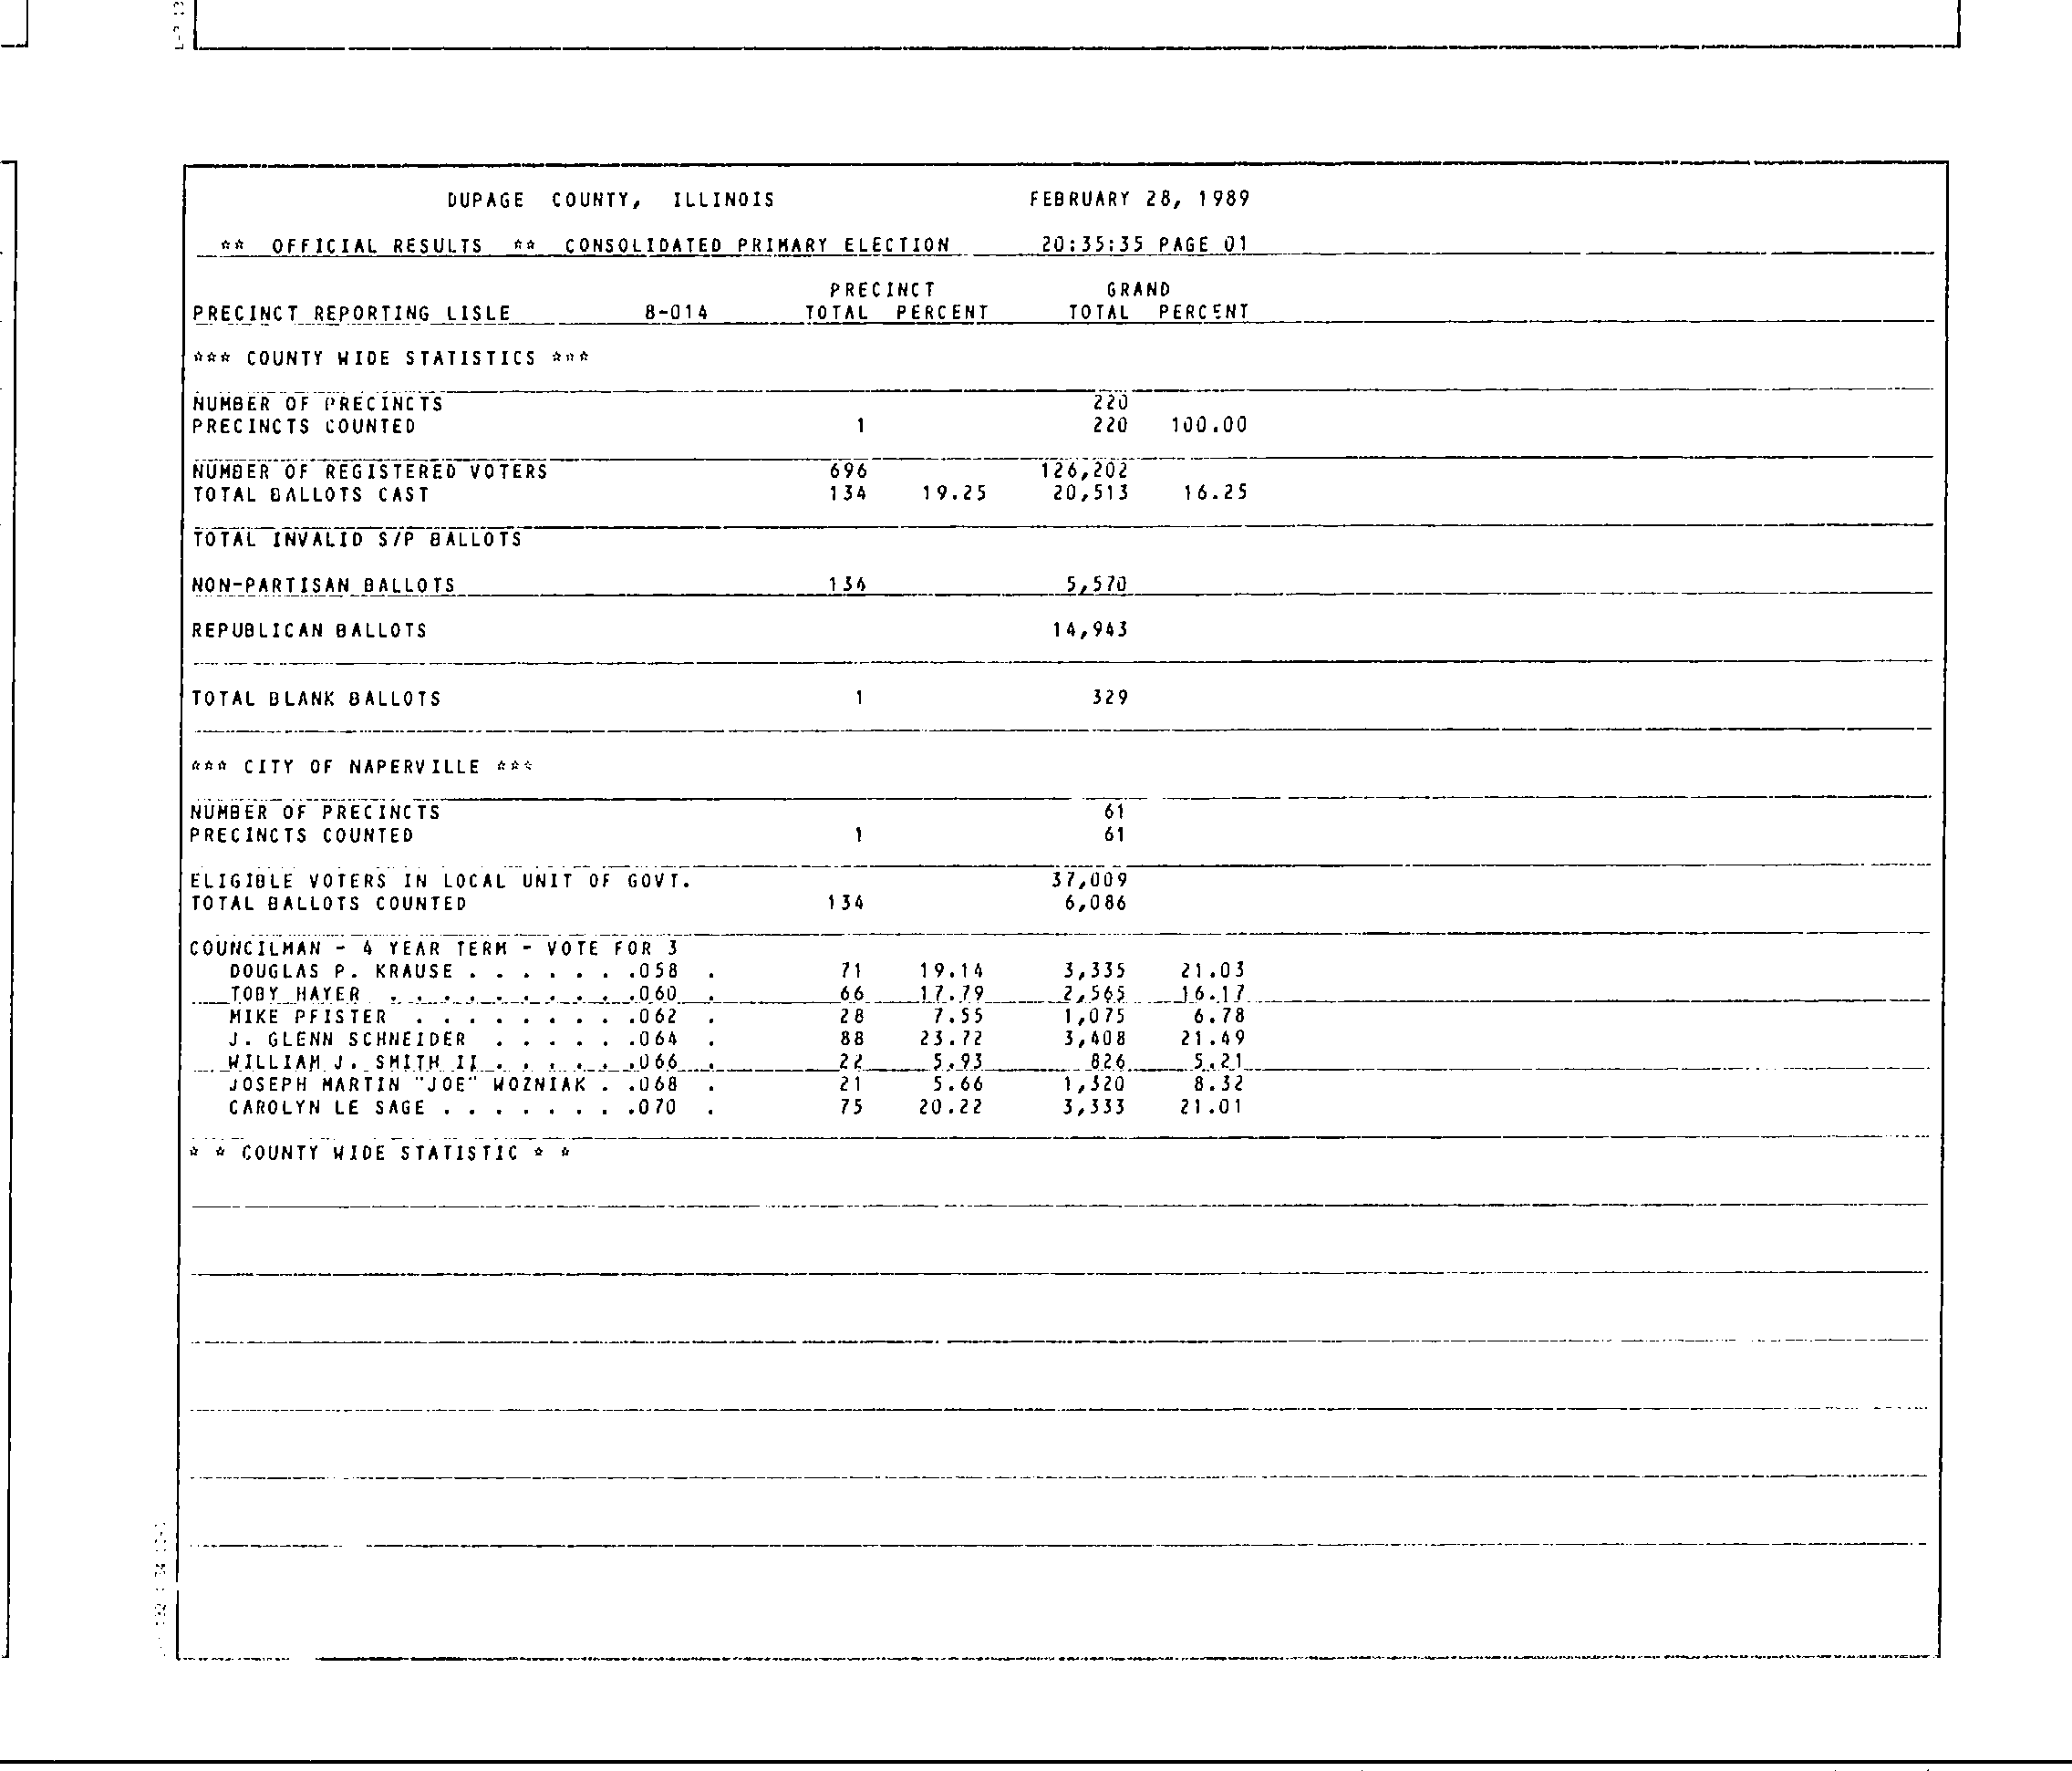 DUPAGE COUNTY, ILLINOIS FEBRUARY 28, 1989
** OFFICIAL RESULTS ** CONSOLIDATED PRIMARY ELECTION 20:35:35 PAGE 01
PRECINCT GRAND
PRECINCT REPORTING LISLE 8-014 TOTAL PERCENT TOTAL PERCENT
*** COUNTY WIDE STATISTICS ***
NUMBER OF PRECINCTS 220
PRECINCTS COUNTED 1 220 100.00
NUMBER OF REGISTERED VOTERS 696 126,202
TOTAL BALLOTS CAST 134 19.25 20,513 16.25
TOTAL INVALID S/P BALLOTS
NON-PARTISAN BALLOTS 134 5,570
REPUBLICAN BALLOTS 14,943
TOTAL BLANK BALLOTS 1 329
*** CITY OF NAPERVILLE ***
NUMBER OF PRECINCTS 61
PRECINCTS COUNTED 1 61
ELIGIBLE VOTERS IN LOCAL UNIT OF GOVT. 37,009
TOTAL BALLOTS COUNTED 134 6,086
COUNCILMAN - 4 YEAR TERM - VOTE FOR 3
DOUGLAS P. KRAUSE . . . . . . .058 . 71 19.14 3,335 21.03
TOBY HAYER . . . . . . . . . .060 . 66 17.79 2,565 16.17
MIKE PFISTER . . . . . . . . .062 . 28 7.55 1,075 6.78
J. GLENN SCHNEIDER . . . . . .064 . 88 23.72 3,408 21.49
WILLIAM J. SMITH II . . . . . .066 . 22 5.93 826 5.21
JOSEPH MARTIN "JOE" WOZNIAK . .068 . 21 5.66 1,320 8.32
CAROLYN LE SAGE . . . . . . . .070 . 75 20.22 3,333 21.01
* * COUNTY WIDE STATISTIC * *